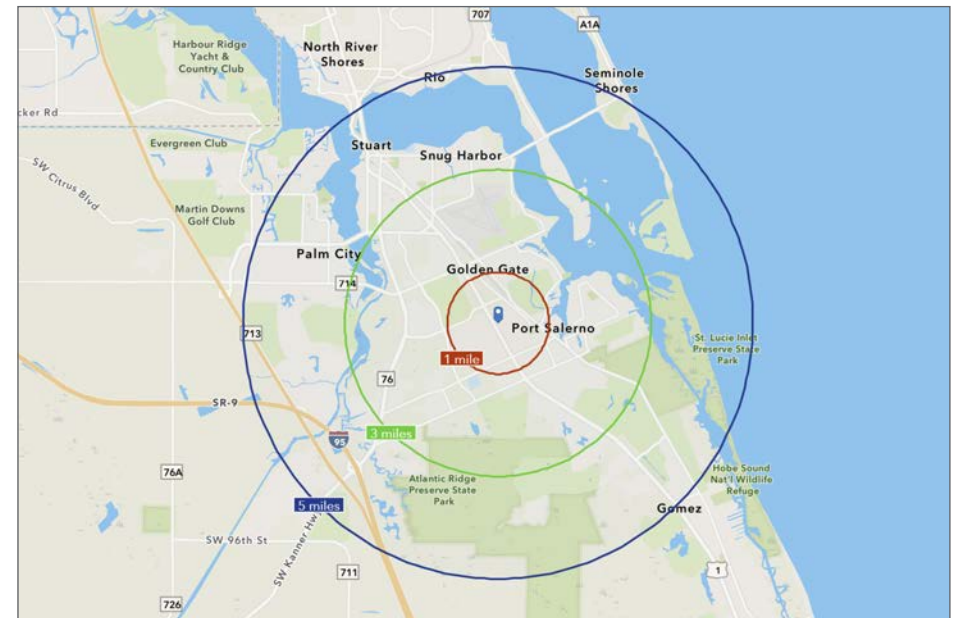 707
A1A
Harbour Ridge
Yacht &
Country Club
North River
Shores
Rio
Seminole
Shores
cker Rd
Evergreen Club
Stuart
Snug Harbor
SW Citrus Blvd
Martin Downs
Golf Club
Palm City
Golden Gate
714
713
Port Salerno
St. Lucie Inlet
Preserve State
Park
1 mile
76
SR-9
3 miles
95
76A
Atlantic Ridge
Preserve State
Park
Hobe Sound
Nat'l Wildlife
Refuge
5 miles
Gomez
SW 96th St
SW Kanner Hwy
711
1
726